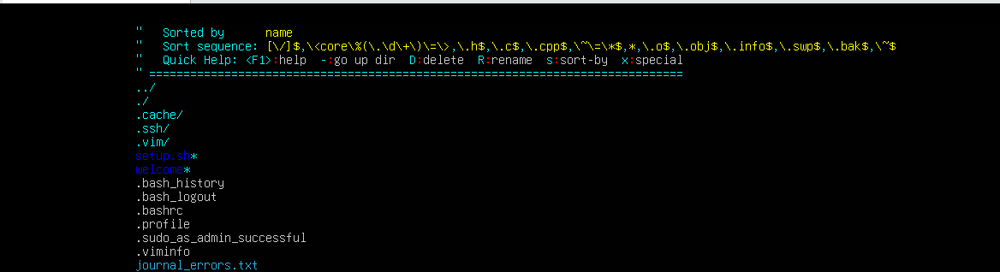 "   Sorted by      name
"   Sort sequence: [\/]$,\<core\%(\.\d\+\)\=\>,\.h$,\.c$,\.cpp$,\~\=\*$,*,\.o$,\.obj$,\.info$,\.swp$,\.bak$,\~$
"   Quick Help: <F1>:help  -:go up dir  D:delete  R:rename  s:sort-by  x:special
" ==============================================================================
../
./
.cache/
.ssh/
.vim/
setup.sh*
welcome*
.bash_history
.bash_logout
.bashrc
.profile
.sudo_as_admin_successful
.viminfo
journal_errors.txt